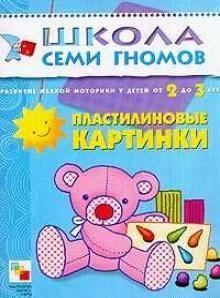 ШКОЛА
СЕМИ ГНОМОВ
РАЗВИТИЕ МЕЛКОЙ МОТОРИКИ У ДЕТЕЙ ОТ 2 ДО 3 ЛЕТ
ПЛАСТИЛИНОВЫЕ
КАРТИНКИ